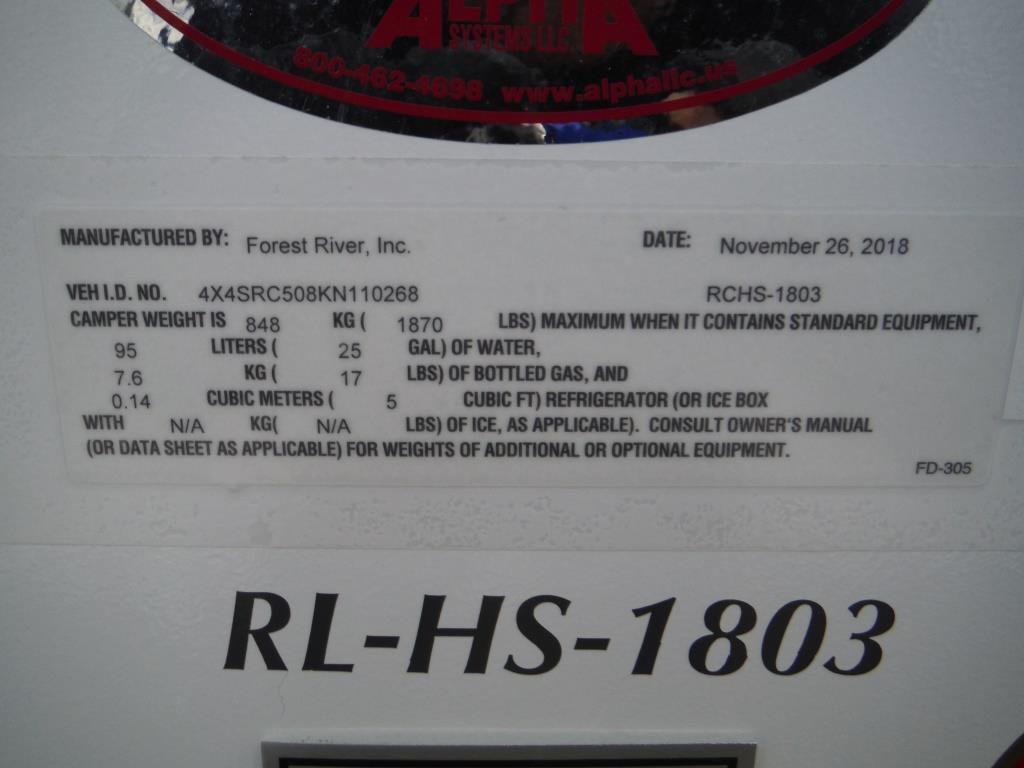 ALPHA
SYSTEMS LLC
800-462-4698 www.alphallc.us
MANUFACTURED BY: Forest River, Inc. DATE: November 26, 2018
VEH I.D. NO. 4X4SRC508KN110268 RCHS-1803
CAMPER WEIGHT IS 848 KG ( 1870 LBS) MAXIMUM WHEN IT CONTAINS STANDARD EQUIPMENT,
95 LITERS ( 25 GAL) OF WATER,
7.6 KG ( 17 LBS) OF BOTTLED GAS, AND
0.14 CUBIC METERS ( 5 CUBIC FT) REFRIGERATOR (OR ICE BOX
WITH N/A KG( N/A LBS) OF ICE, AS APPLICABLE). CONSULT OWNER'S MANUAL
(OR DATA SHEET AS APPLICABLE) FOR WEIGHTS OF ADDITIONAL OR OPTIONAL EQUIPMENT.
FD-305
RL-HS-1803